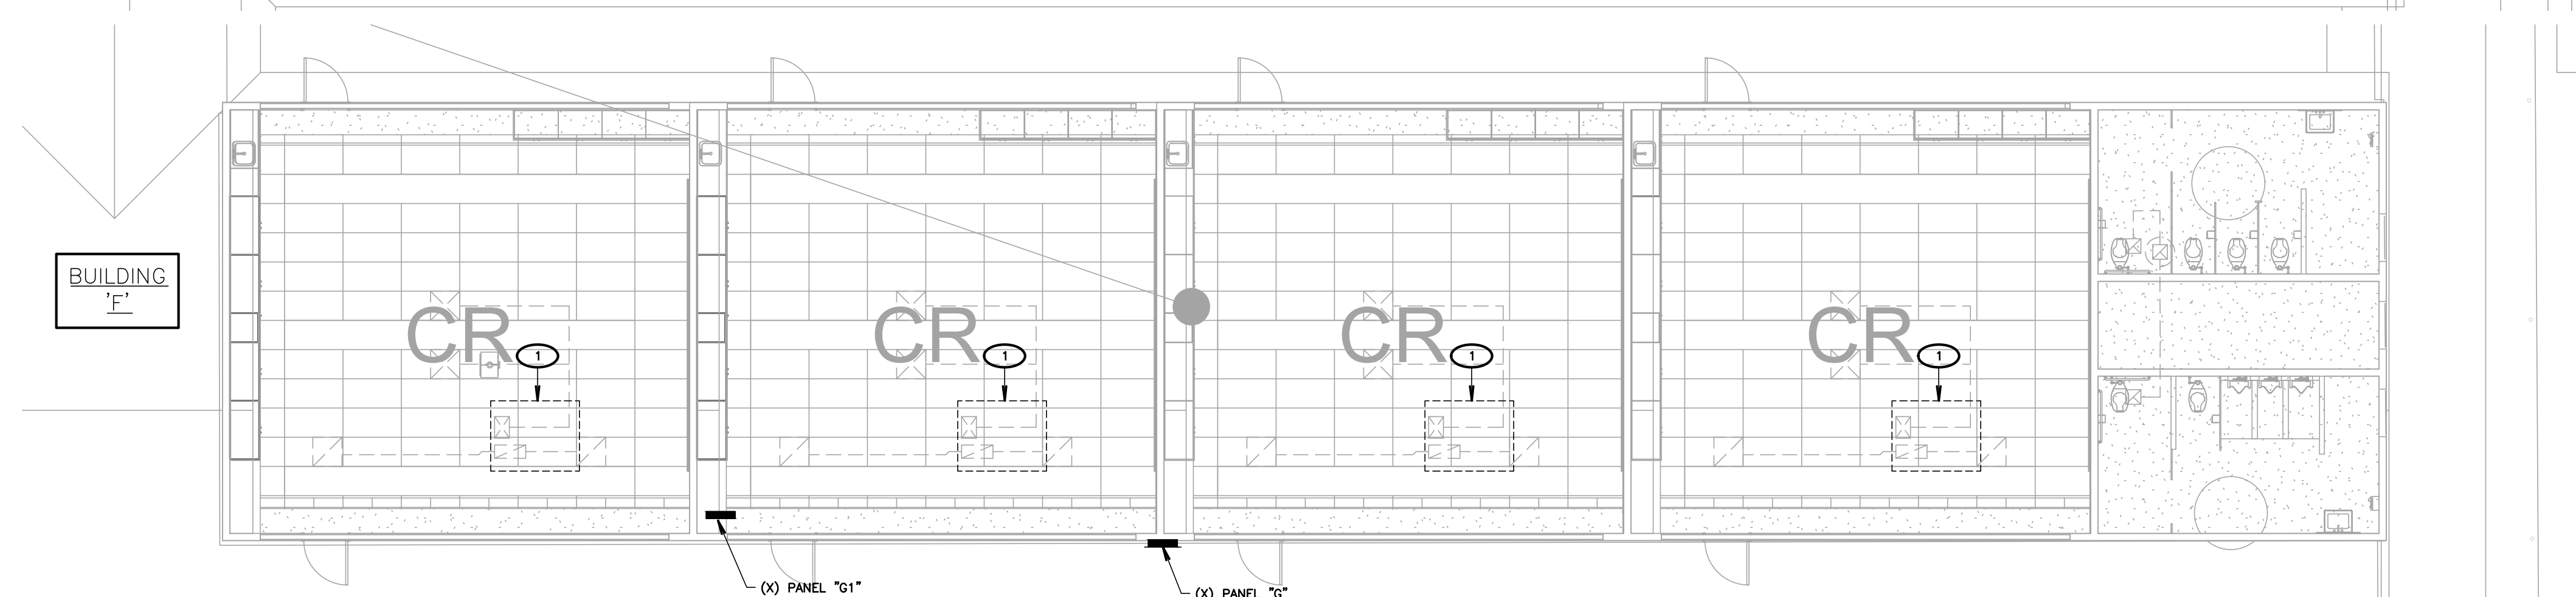 BUILDING
'F'
CR
CR
CR
CR
1
1
1
1
(X) PANEL "G1"
(X) PANEL "G"